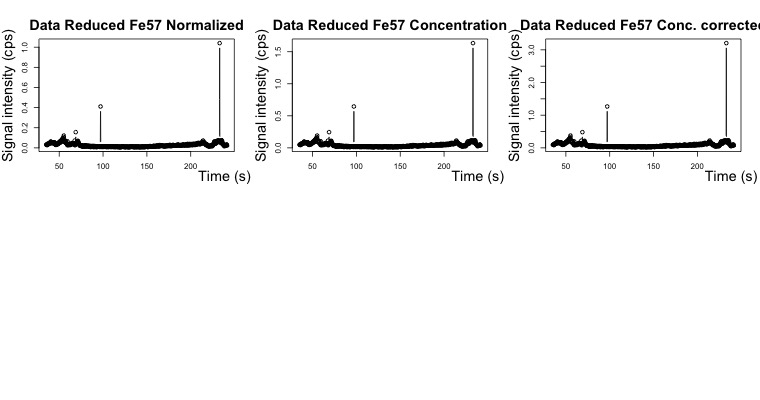 Data Reduced Fe57 Normalized
Signal intensity (cps)
0.0 0.2 0.4 0.6 0.8 1.0
50 100 150 200
Time (s)
Data Reduced Fe57 Concentration
Signal intensity (cps)
0.0 0.5 1.0 1.5
50 100 150 200
Time (s)
Data Reduced Fe57 Conc. corrected
Signal intensity (cps)
0.0 1.0 2.0 3.0
50 100 150 200
Time (s)